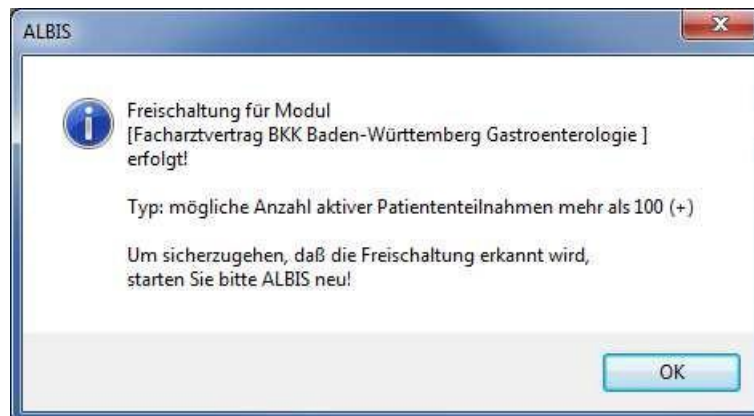 ALBIS
Freischaltung für Modul
[Facharztvertrag BKK Baden-Württemberg Gastroenterologie ]
erfolgt!
Typ: mögliche Anzahl aktiver Patiententeilnahmen mehr als 100 (+)
Um sicherzugehen, daß die Freischaltung erkannt wird,
starten Sie bitte ALBIS neu!
OK